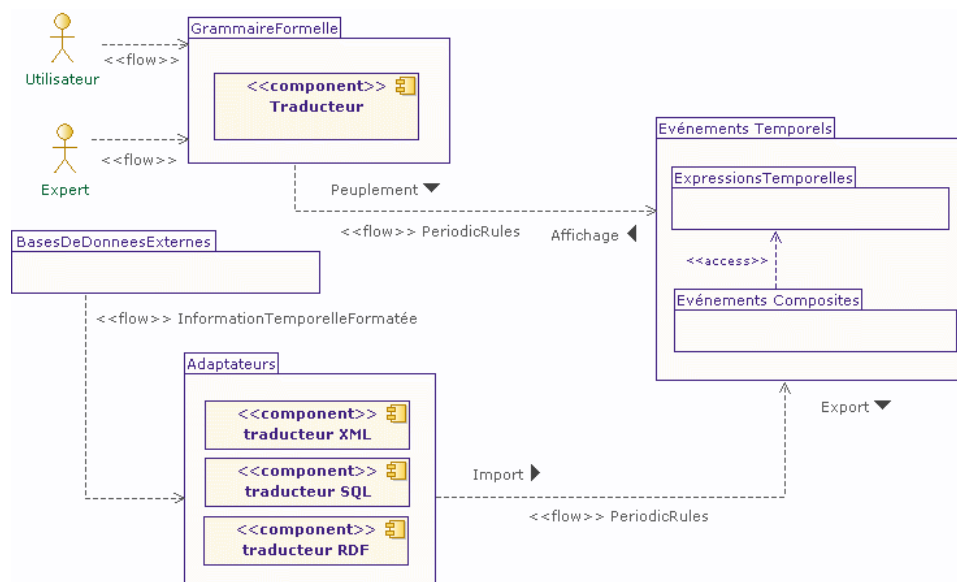 GrammaireFormelle
<<flow>>
Utilisateur
<<component>>
Traducteur
Evénements Temporels
<<flow>>
Expert
Peuplement
ExpressionsTemporelles
<<flow>> PeriodicRules
Affichage
BasesDeDonneesExternes
<<access>>
Evénements Composites
<<flow>> InformationTemporelleFormatée
Adaptateurs
<<component>>
traducteur XML
Export
<<component>>
traducteur SQL
Import
<<flow>> PeriodicRules
<<component>>
traducteur RDF